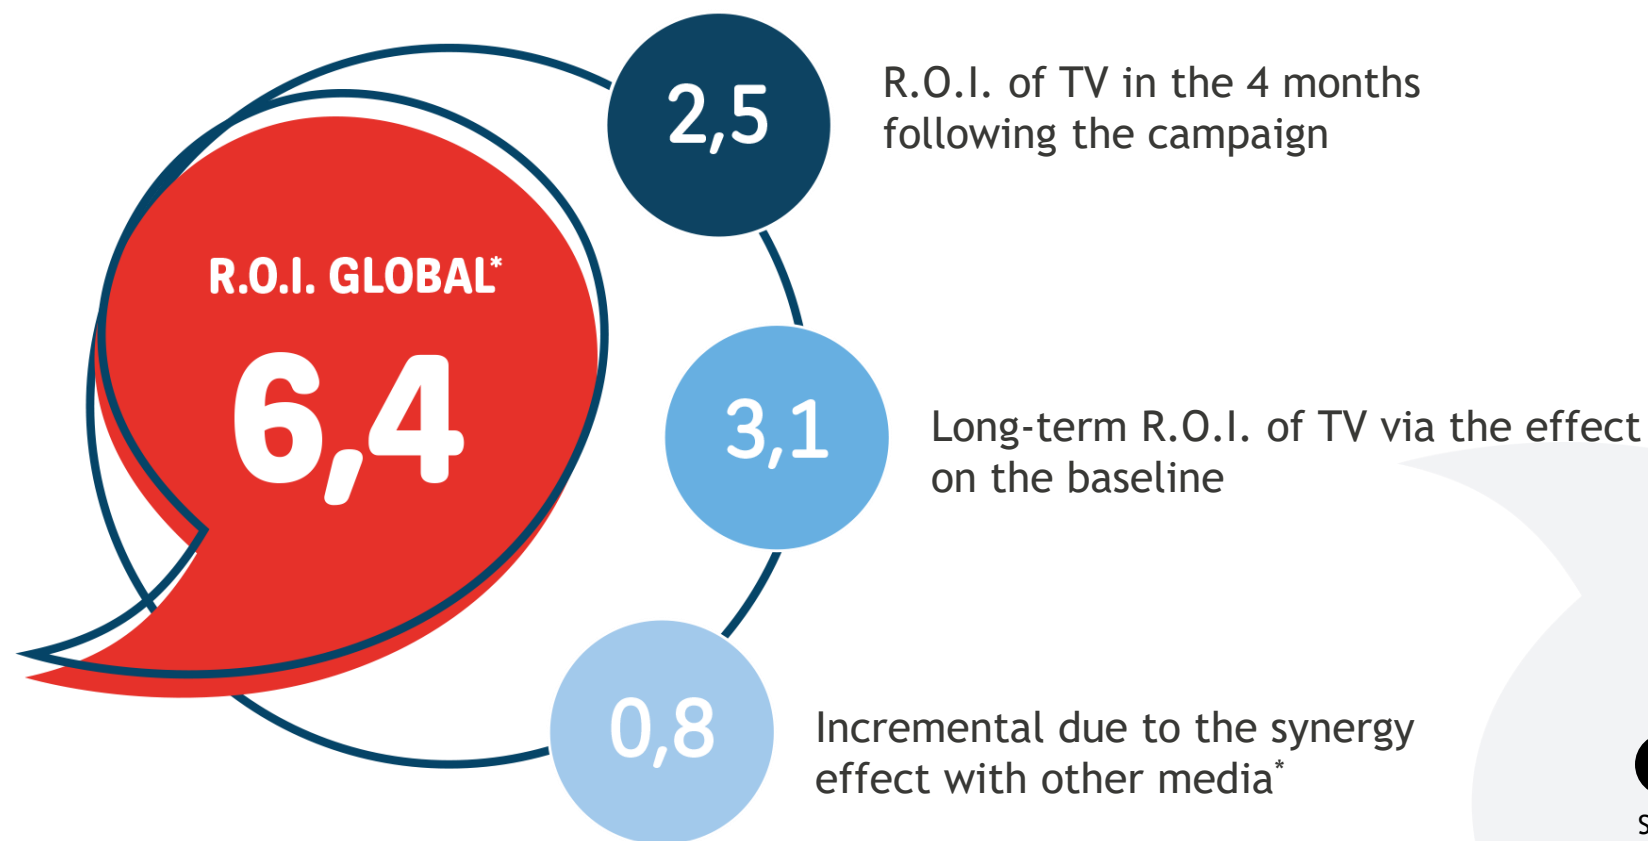 R.O.I. GLOBAL*
6,4
2,5
R.O.I. of TV in the 4 months
following the campaign
3,1
Long-term R.O.I. of TV via the effect
on the baseline
0,8
Incremental due to the synergy
effect with other media*